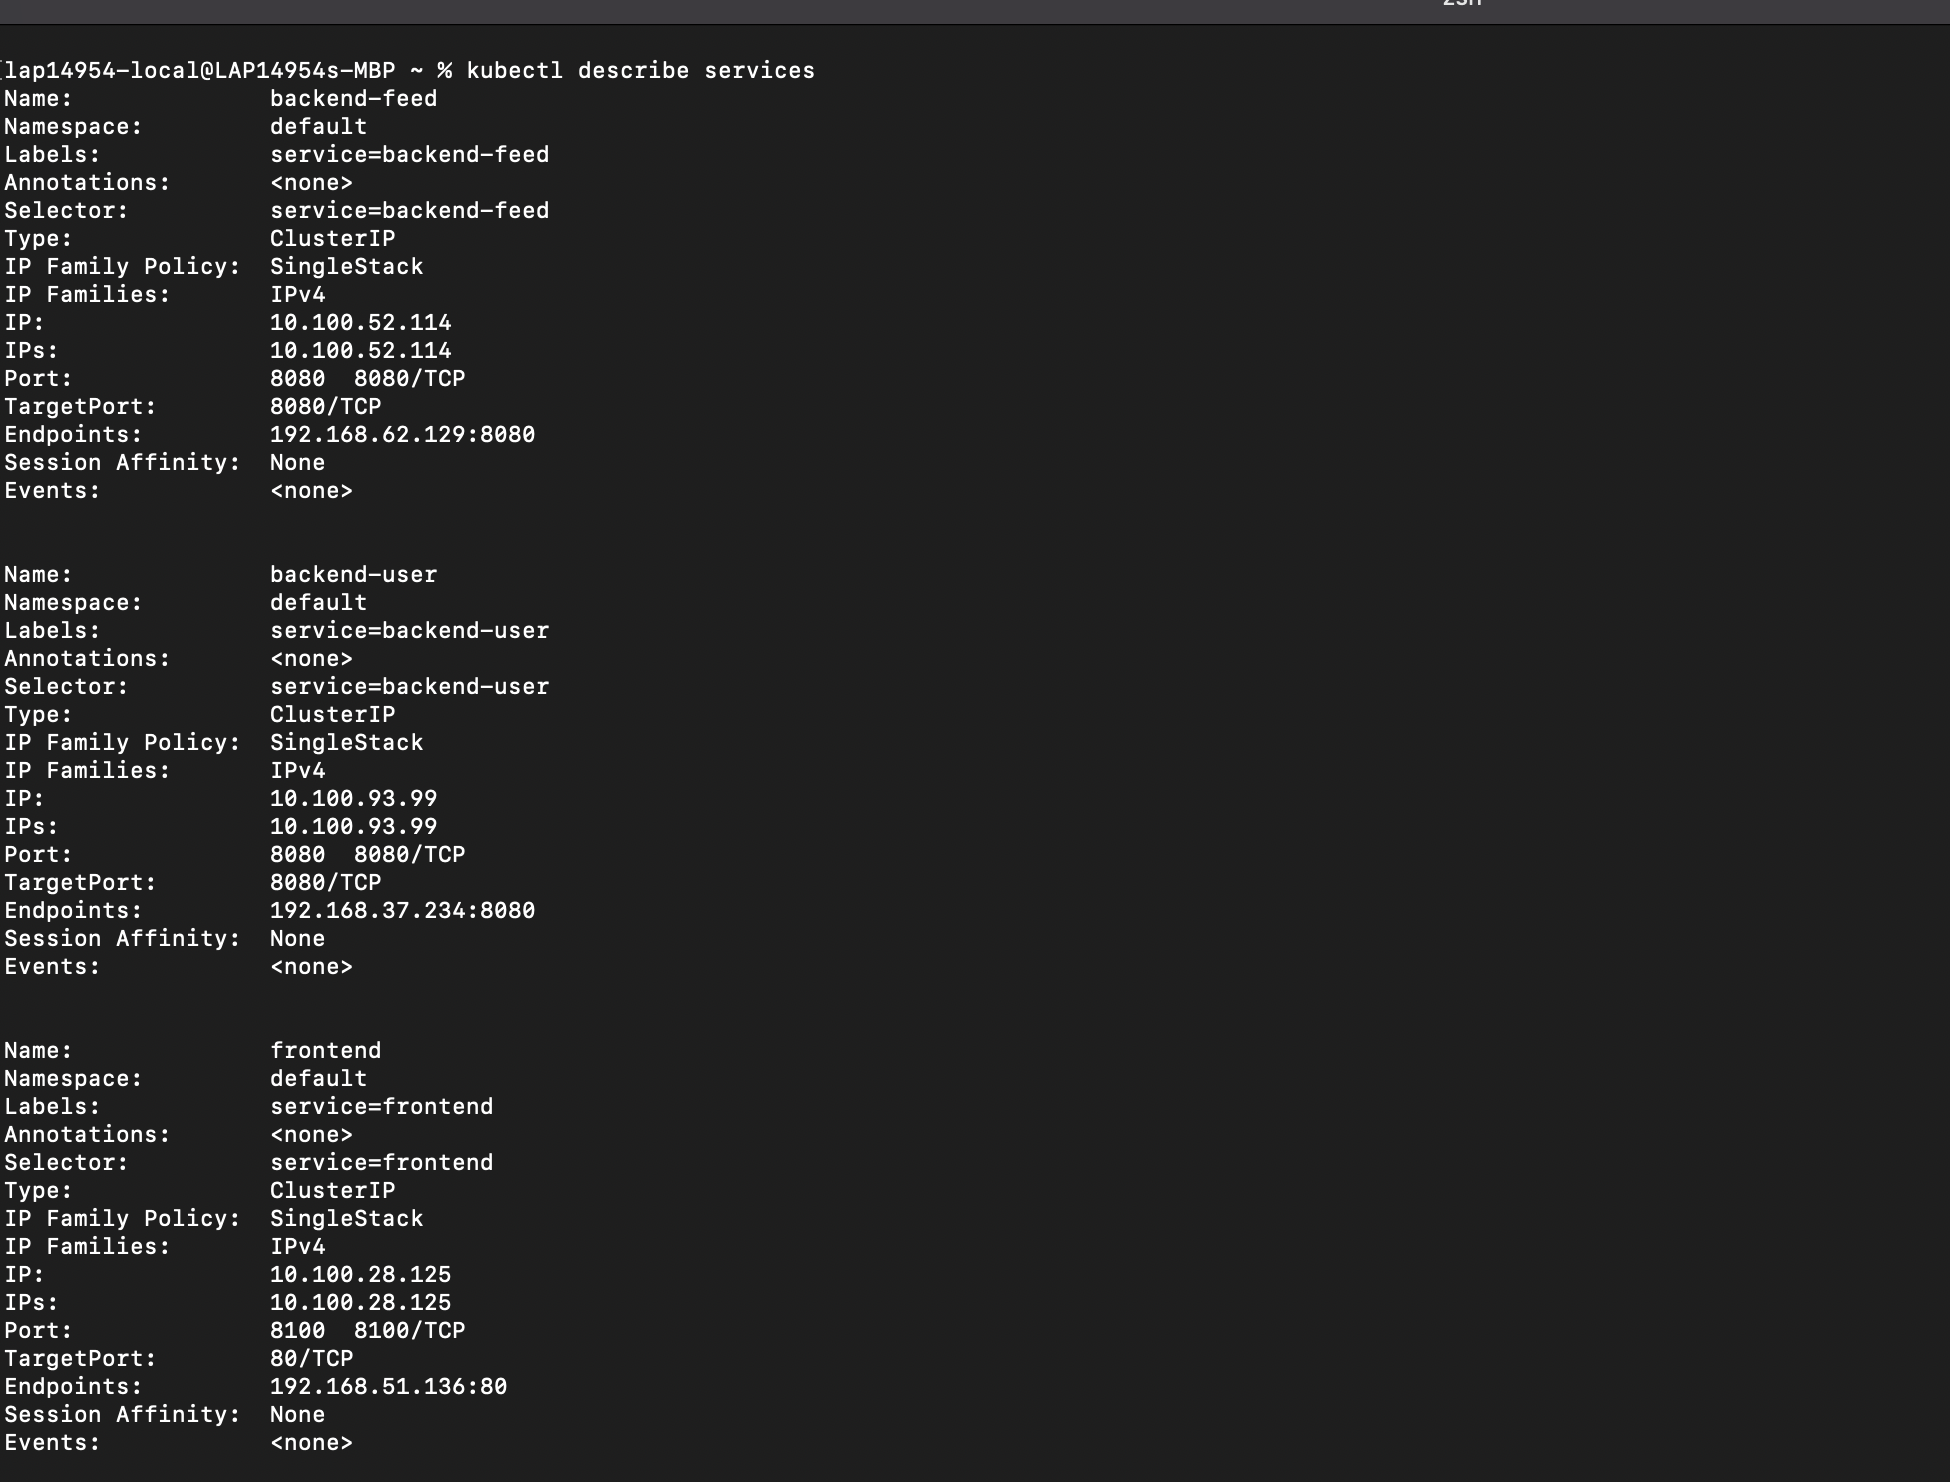 zsh
lap14954-local@LAP14954s-MBP ~ % kubectl describe services
Name:              backend-feed
Namespace:         default
Labels:            service=backend-feed
Annotations:       <none>
Selector:          service=backend-feed
Type:              ClusterIP
IP Family Policy:  SingleStack
IP Families:       IPv4
IP:                10.100.52.114
IPs:               10.100.52.114
Port:              8080  8080/TCP
TargetPort:        8080/TCP
Endpoints:         192.168.62.129:8080
Session Affinity:  None
Events:            <none>
Name:              backend-user
Namespace:         default
Labels:            service=backend-user
Annotations:       <none>
Selector:          service=backend-user
Type:              ClusterIP
IP Family Policy:  SingleStack
IP Families:       IPv4
IP:                10.100.93.99
IPs:               10.100.93.99
Port:              8080  8080/TCP
TargetPort:        8080/TCP
Endpoints:         192.168.37.234:8080
Session Affinity:  None
Events:            <none>
Name:              frontend
Namespace:         default
Labels:            service=frontend
Annotations:       <none>
Selector:          service=frontend
Type:              ClusterIP
IP Family Policy:  SingleStack
IP Families:       IPv4
IP:                10.100.28.125
IPs:               10.100.28.125
Port:              8100  8100/TCP
TargetPort:        80/TCP
Endpoints:         192.168.51.136:80
Session Affinity:  None
Events:            <none>